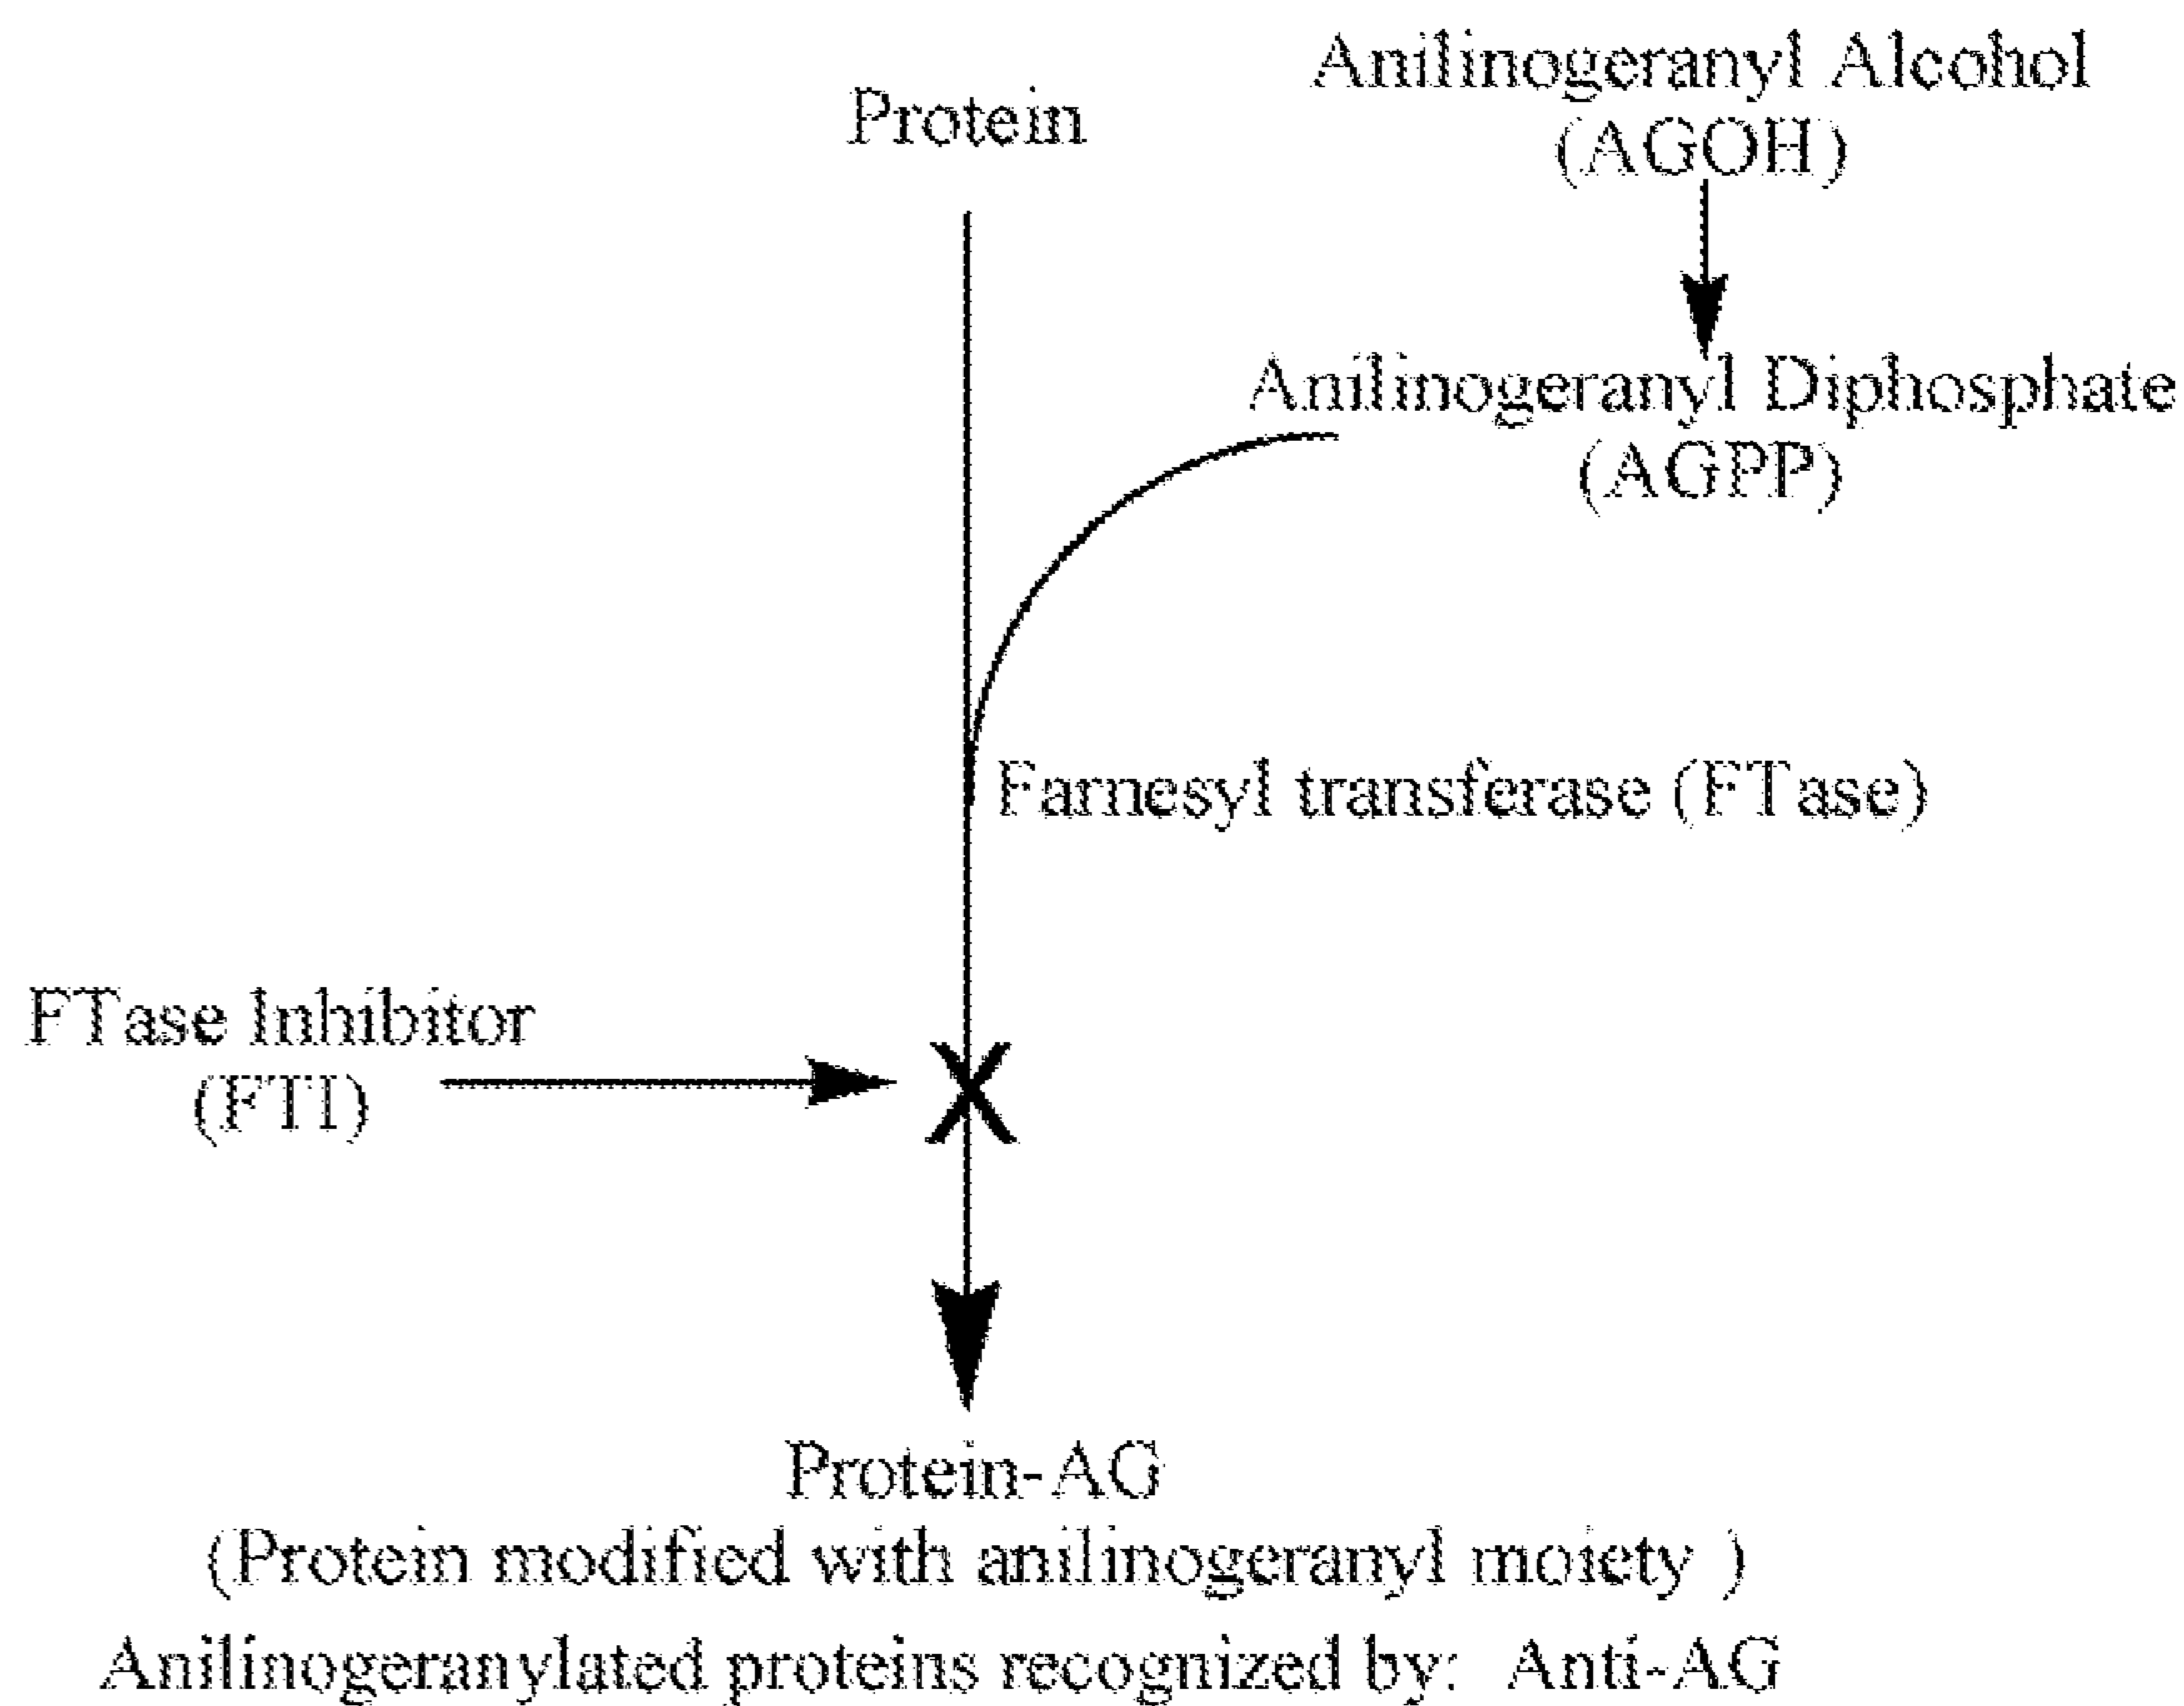 Protein
Anilinogeranyl Alcohol
(AGOH)
Anilinogeranyl Diphosphate
(AGPP)
Farnesyl transferase (FTase)
FTase Inhibitor
(FTI)
X
Protein-AG
(Protein modified with anilinogeranyl moiety )
Anilinogeranylated proteins recognized by: Anti-AG